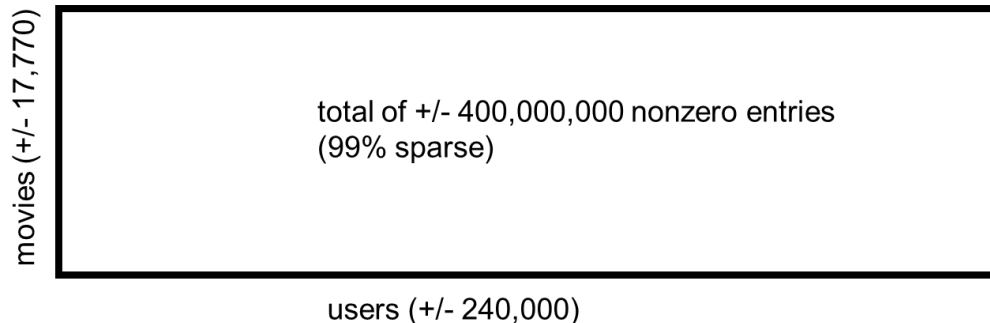 movies (+/- 17,770)
total of +/- 400,000,000 nonzero entries
(99% sparse)
users (+/- 240,000)